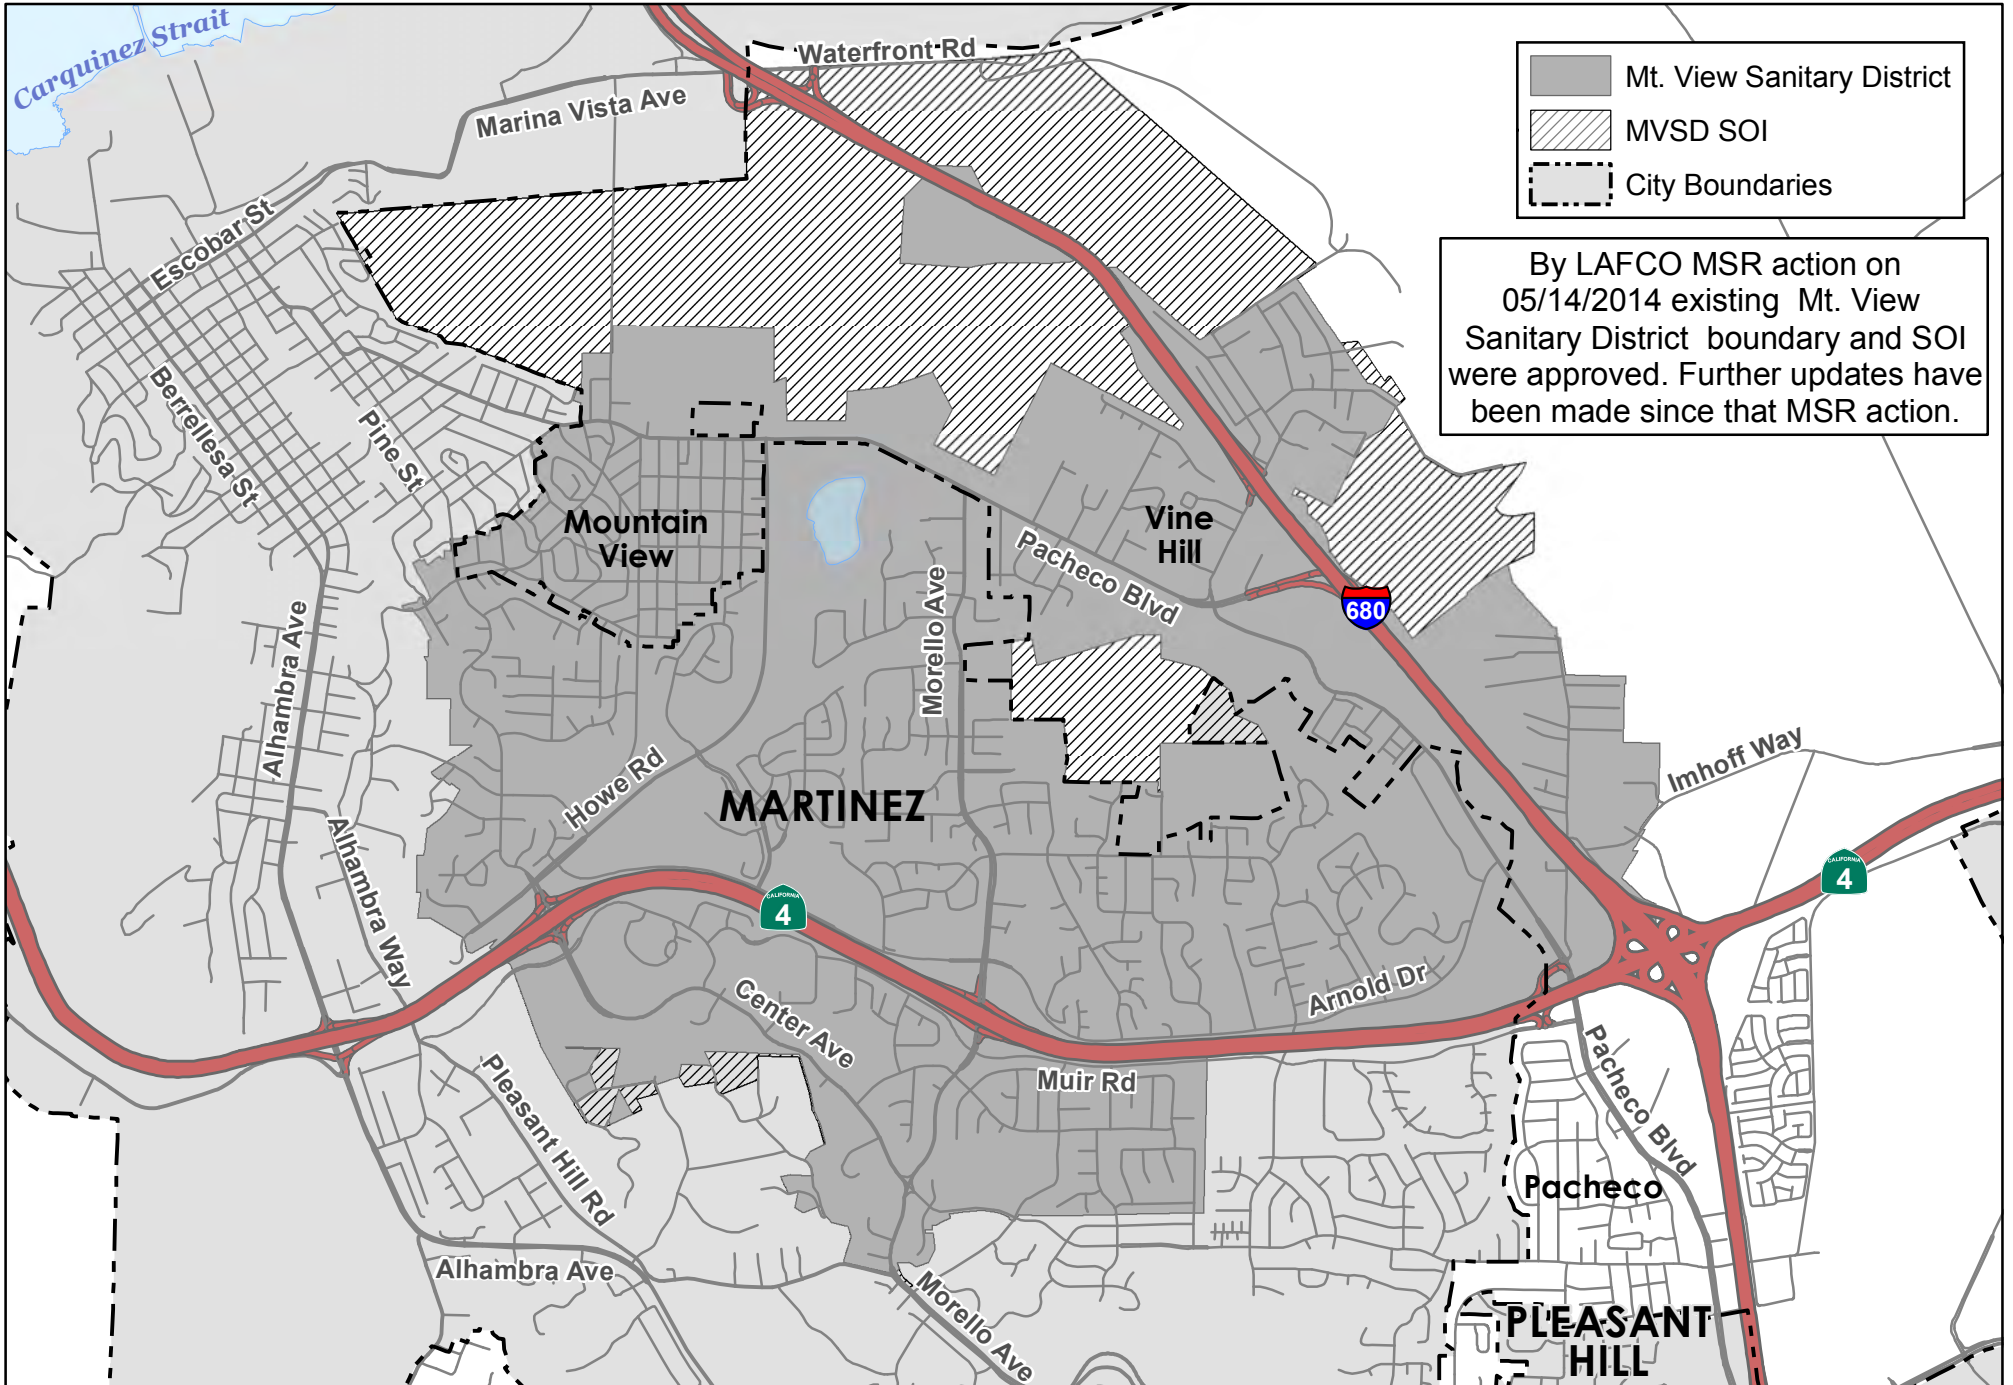 Carquinez Strait
Waterfront Rd
Marina Vista Ave
Mt. View Sanitary District
MVSD SOI
City Boundaries
By LAFCO MSR action on
05/14/2014 existing Mt. View
Sanitary District boundary and SOI
were approved. Further updates have
been made since that MSR action.
Escobar St
Berrellesa St
Pine St
Mountain
View
Vine
Hill
Pacheco Blvd
Morello Ave
680
Alhambra Ave
Howe Rd
MARTINEZ
Imhoff Way
Alhambra Way
CALIFORNIA
4
CALIFORNIA
4
Center Ave
Arnold Dr
Muir Rd
Pleasant Hill Rd
Pacheco Blvd
Pacheco
Alhambra Ave
Morello Ave
PLEASANT
HILL